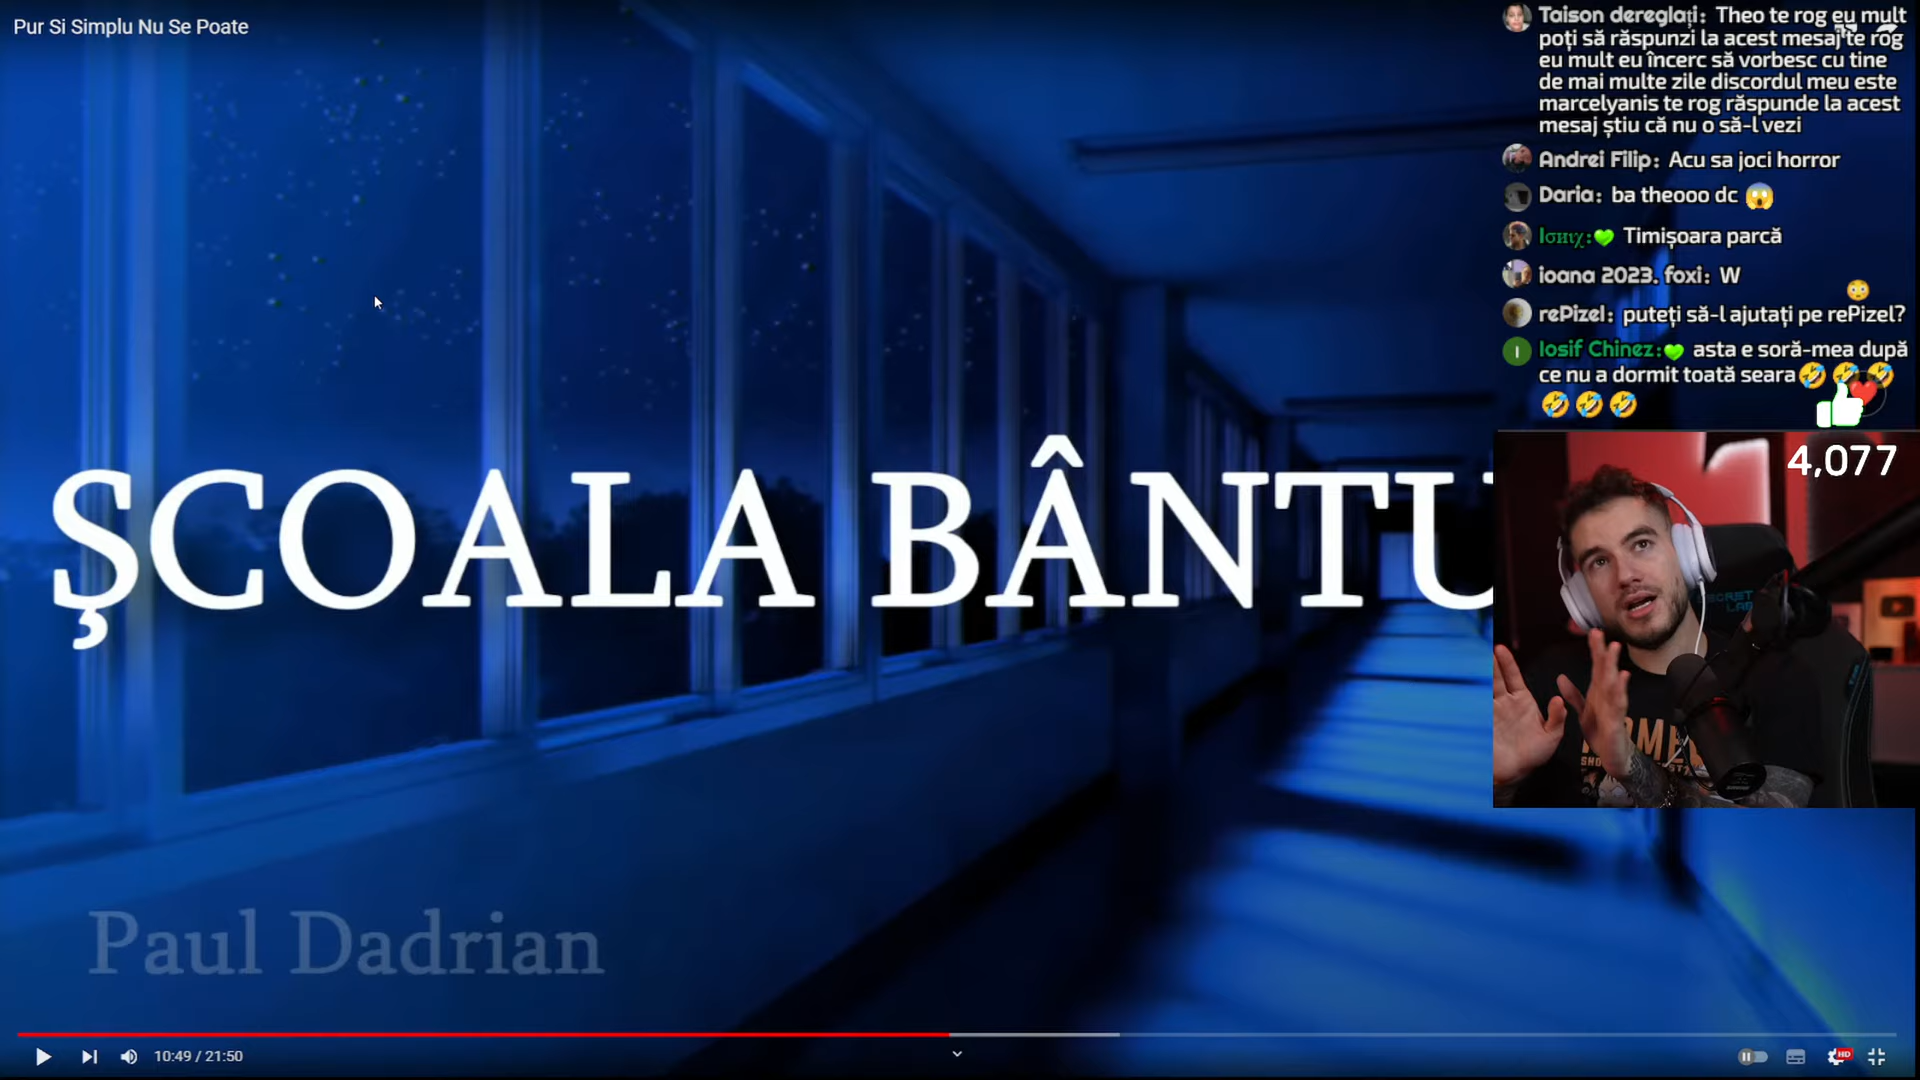 Pur Si Simplu Nu Se Poate
Taison dereglați: Theo te rog eu mult
poți să răspunzi la acest mesaj te rog
eu mult eu încerc să vorbesc cu tine
de mai multe zile discordul meu este
marcelyanis te rog răspunde la acest
mesaj știu că nu o să-l vezi
Andrei Filip: Acu sa joci horror
Daria: ba theooo dc 😱
Ισнιχ:💚 Timișoara parcă
ioana 2023. foxi: W
rePizel: puteți să-l ajutați pe rePizel?
I
Iosif Chinez:💚 asta e soră-mea după
ce nu a dormit toată seara🤣🤣🤣
🤣🤣🤣
4,077
ŞCOALA BÂNTU
SECRET
LAB
Paul Dadrian
10:49 / 21:50
HD